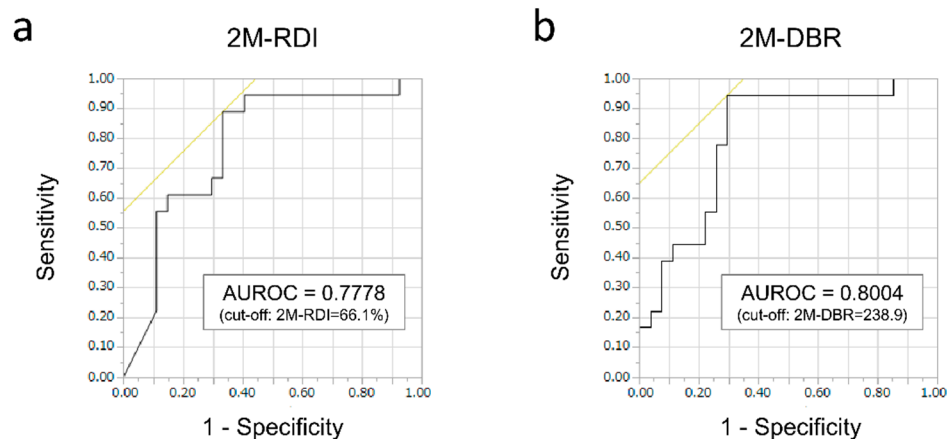 a
2M-RDI
1.00
0.90
0.80
0.70
0.60
0.50
0.40
0.30
0.20
0.10
0.00
Sensitivity
AUROC = 0.7778
(cut-off: 2M-RDI=66.1%)
0.00
0.20
0.40
0.60
0.80
1.00
1 - Specificity
b
2M-DBR
1.00
0.90
0.80
0.70
0.60
0.50
0.40
0.30
0.20
0.10
0.00
Sensitivity
AUROC = 0.8004
(cut-off: 2M-DBR=238.9)
0.00
0.20
0.40
0.60
0.80
1.00
1 - Specificity